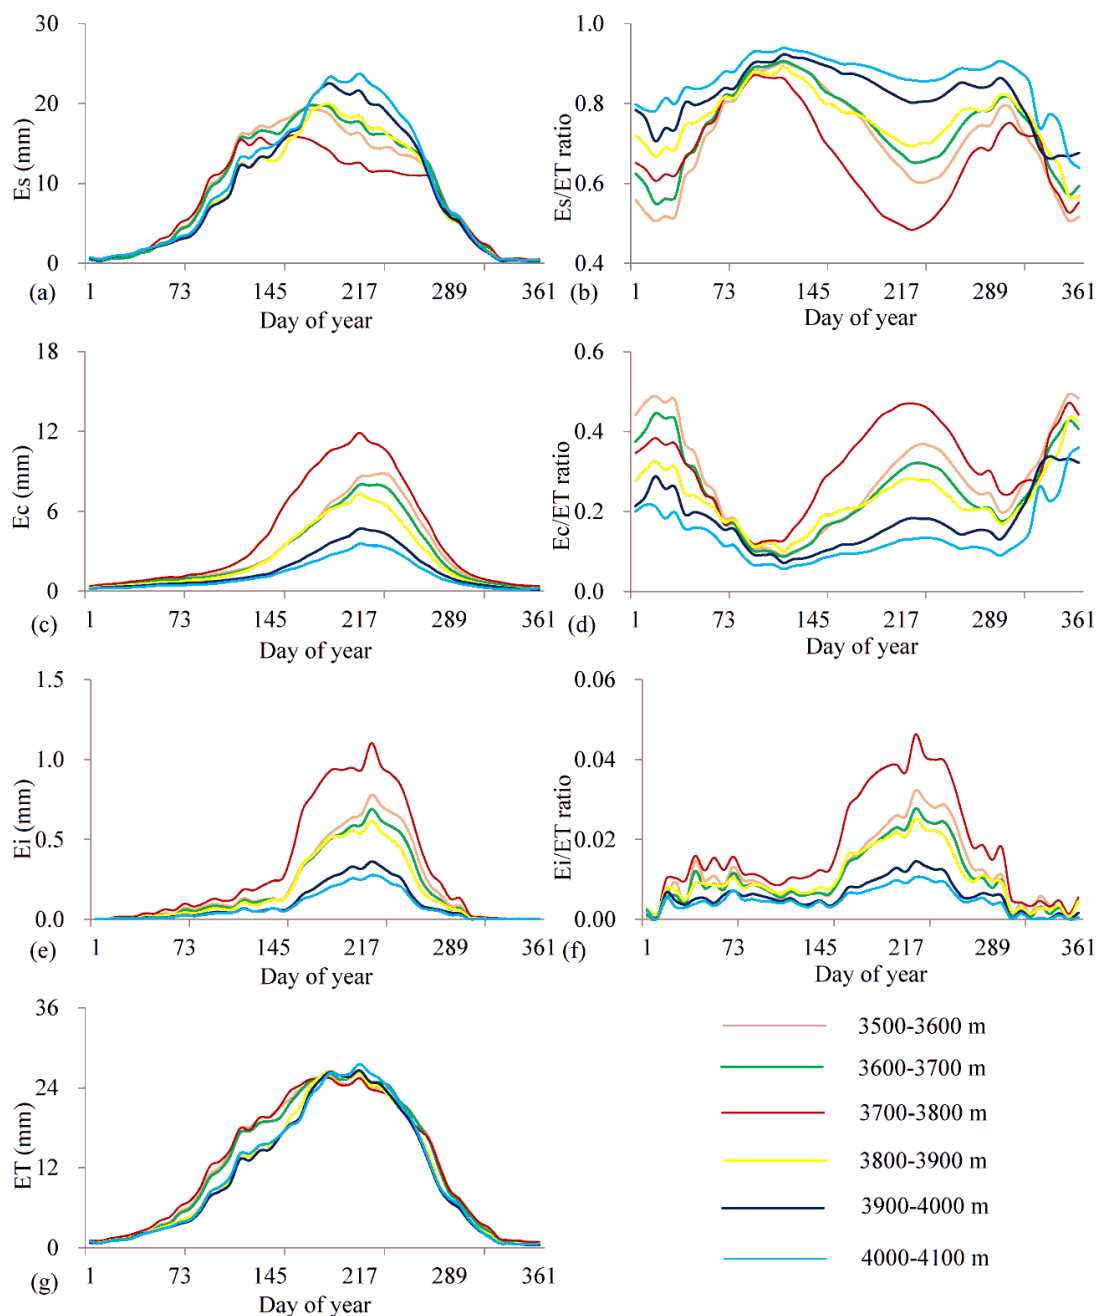 30
20
10
0
Es (mm)
1 73 145 217 289 361
(a)
Day of year
1.0
0.8
0.6
0.4
Es/ET ratio
1 73 145 217 289 361
(b)
Day of year
18
12
6
0
Ec (mm)
1 73 145 217 289 361
(c)
Day of year
0.6
0.4
0.2
0.0
Ec/ET ratio
1 73 145 217 289 361
(d)
Day of year
1.5
1.0
0.5
0.0
Ei (mm)
1 73 145 217 289 361
(e)
Day of year
0.06
0.04
0.02
0.00
Ei/ET ratio
1 73 145 217 289 361
(f)
Day of year
36
24
12
0
ET (mm)
1 73 145 217 289 361
(g)
Day of year
3500-3600 m
3600-3700 m
3700-3800 m
3800-3900 m
3900-4000 m
4000-4100 m